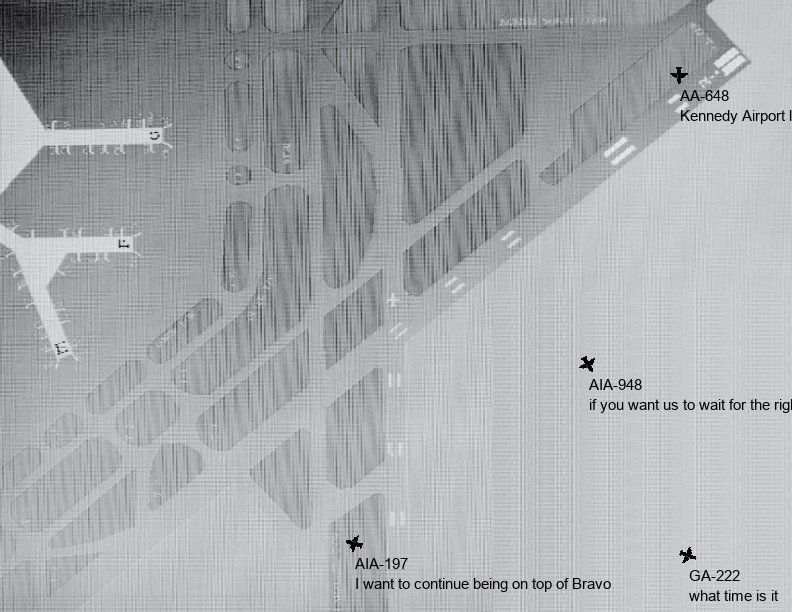 AA-648
Kennedy Airport
AIA-948
if you want us to wait for the
AIA-197
I want to continue being on top of Bravo
GA-222
what time is it